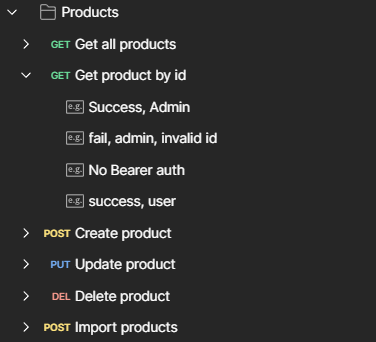 Products
GET Get all products
GET Get product by id
e.g. Success, Admin
e.g. fail, admin, invalid id
e.g. No Bearer auth
e.g. success, user
POST Create product
PUT Update product
DEL Delete product
POST Import products